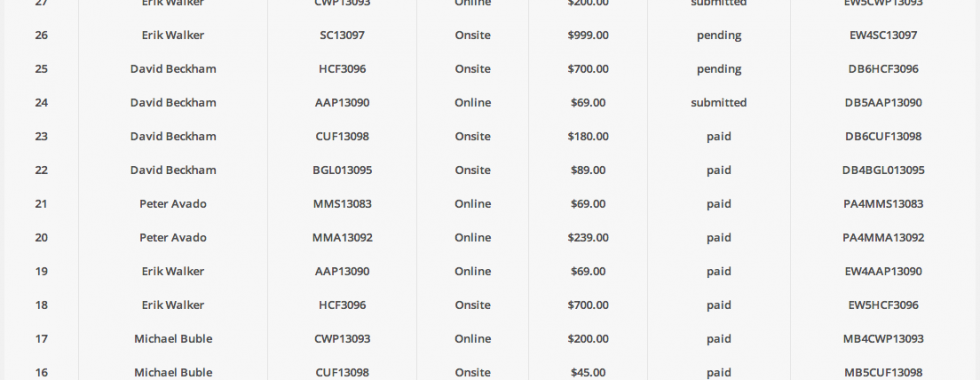 27 Erik Walker CWP13093 Online $200.00 submitted EW5CWP13093
26 Erik Walker SC13097 Onsite $999.00 pending EW4SC13097
25 David Beckham HCF3096 Onsite $700.00 pending DB6HCF3096
24 David Beckham AAP13090 Online $69.00 submitted DB5AAP13090
23 David Beckham CUF13098 Onsite $180.00 paid DB6CUF13098
22 David Beckham BGL013095 Onsite $89.00 paid DB4BGL013095
21 Peter Avado MMS13083 Online $69.00 paid PA4MMS13083
20 Peter Avado MMA13092 Online $239.00 paid PA4MMA13092
19 Erik Walker AAP13090 Online $69.00 paid EW4AAP13090
18 Erik Walker HCF3096 Onsite $700.00 paid EW5HCF3096
17 Michael Buble CWP13093 Online $200.00 paid MB4CWP13093
16 Michael Buble CUF13098 Onsite $45.00 paid MB5CUF13098